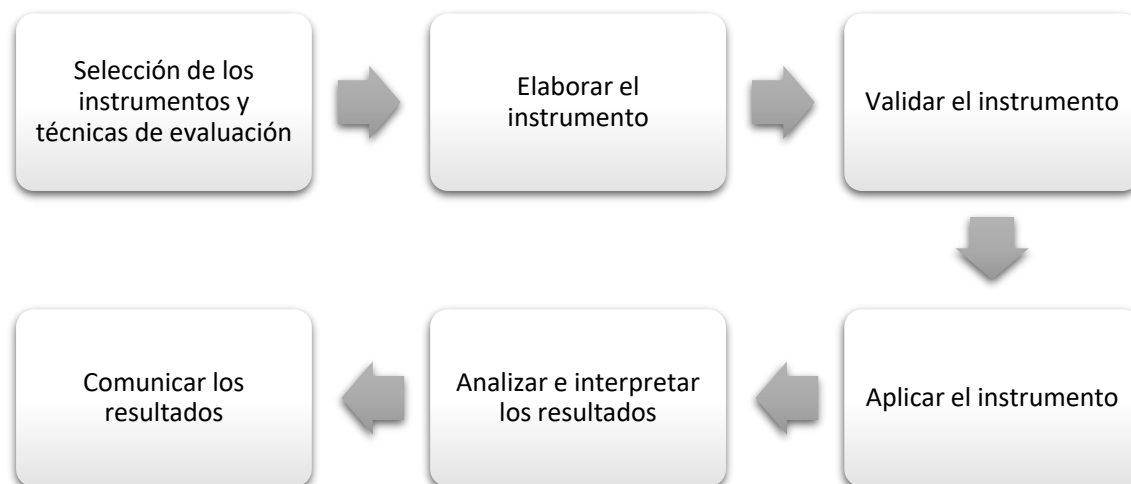 Selección de los
instrumentos y
técnicas de evaluación
Elaborar el
instrumento
Validar el instrumento
Aplicar el instrumento
Analizar e interpretar
los resultados
Comunicar los
resultados